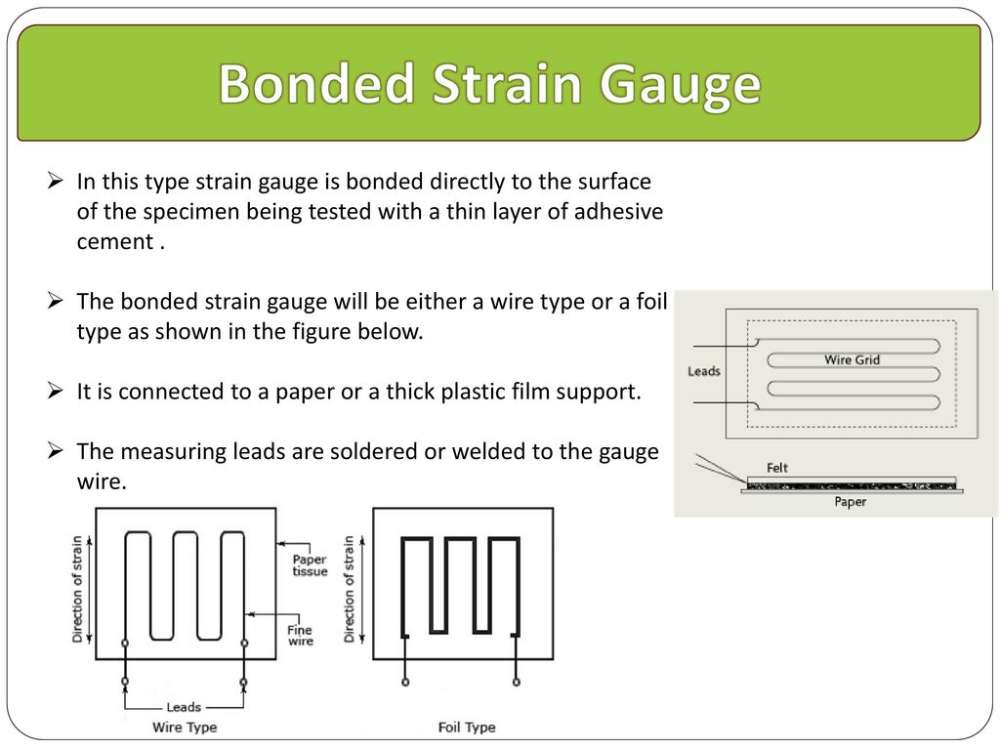 Bonded Strain Gauge
➢ In this type strain gauge is bonded directly to the surface
of the specimen being tested with a thin layer of adhesive
cement .
➢ The bonded strain gauge will be either a wire type or a foil
type as shown in the figure below.
➢ It is connected to a paper or a thick plastic film support.
➢ The measuring leads are soldered or welded to the gauge
wire.
Wire Grid
Leads
Felt
Paper
Direction of strain
Paper
tissue
Fine
wire
Leads
Wire Type
Direction of strain
Foil Type